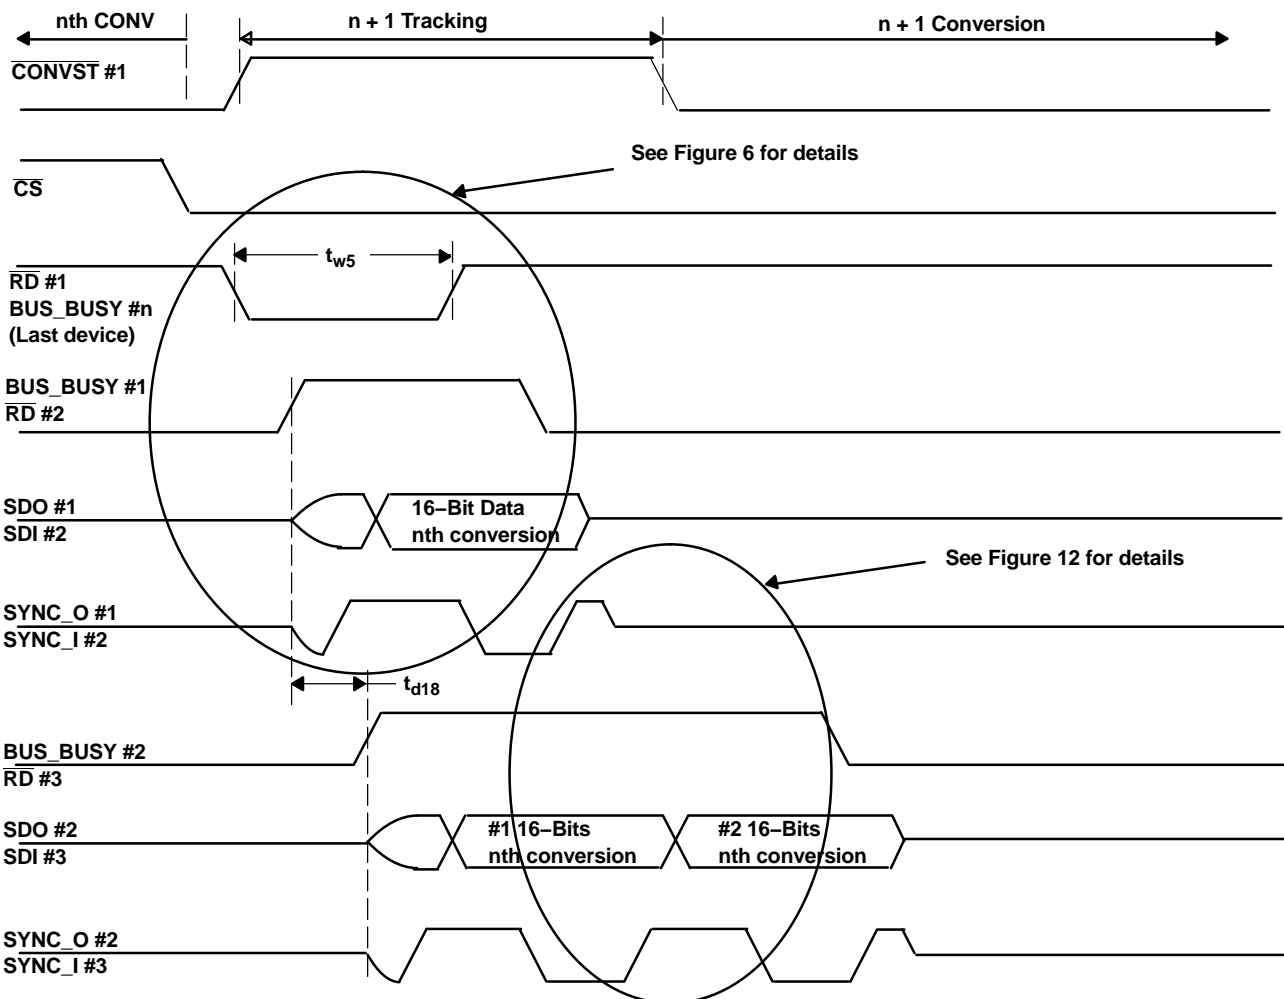 nth CONV
n + 1 Tracking
n + 1 Conversion
CONVST #1
See Figure 6 for details
CS
tw5
RD #1
BUS_BUSY #n
(Last device)
BUS_BUSY #1
RD #2
SDO #1
SDI #2
16−Bit Data
nth conversion
See Figure 12 for details
SYNC_O #1
SYNC_I #2
td18
BUS_BUSY #2
RD #3
SDO #2
SDI #3
#1 16−Bits
nth conversion
#2 16−Bits
nth conversion
SYNC_O #2
SYNC_I #3